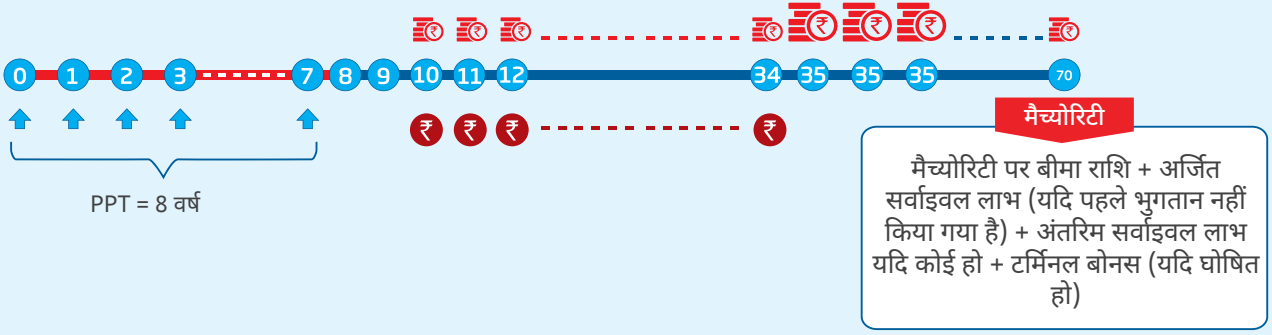 ₹ ₹ ₹ ₹ ₹ ₹ ₹ ₹
0 1 2 3 7 8 9 10 11 12 34 35 35 35 70
₹ ₹ ₹ ₹
PPT = 8 वर्ष
मैच्योरिटी
मैच्योरिटी पर बीमा राशि + अर्जित
सर्वाइवल लाभ (यदि पहले भुगतान नहीं
किया गया है) + अंतरिम सर्वाइवल लाभ
यदि कोई हो + टर्मिनल बोनस (यदि घोषित
हो)